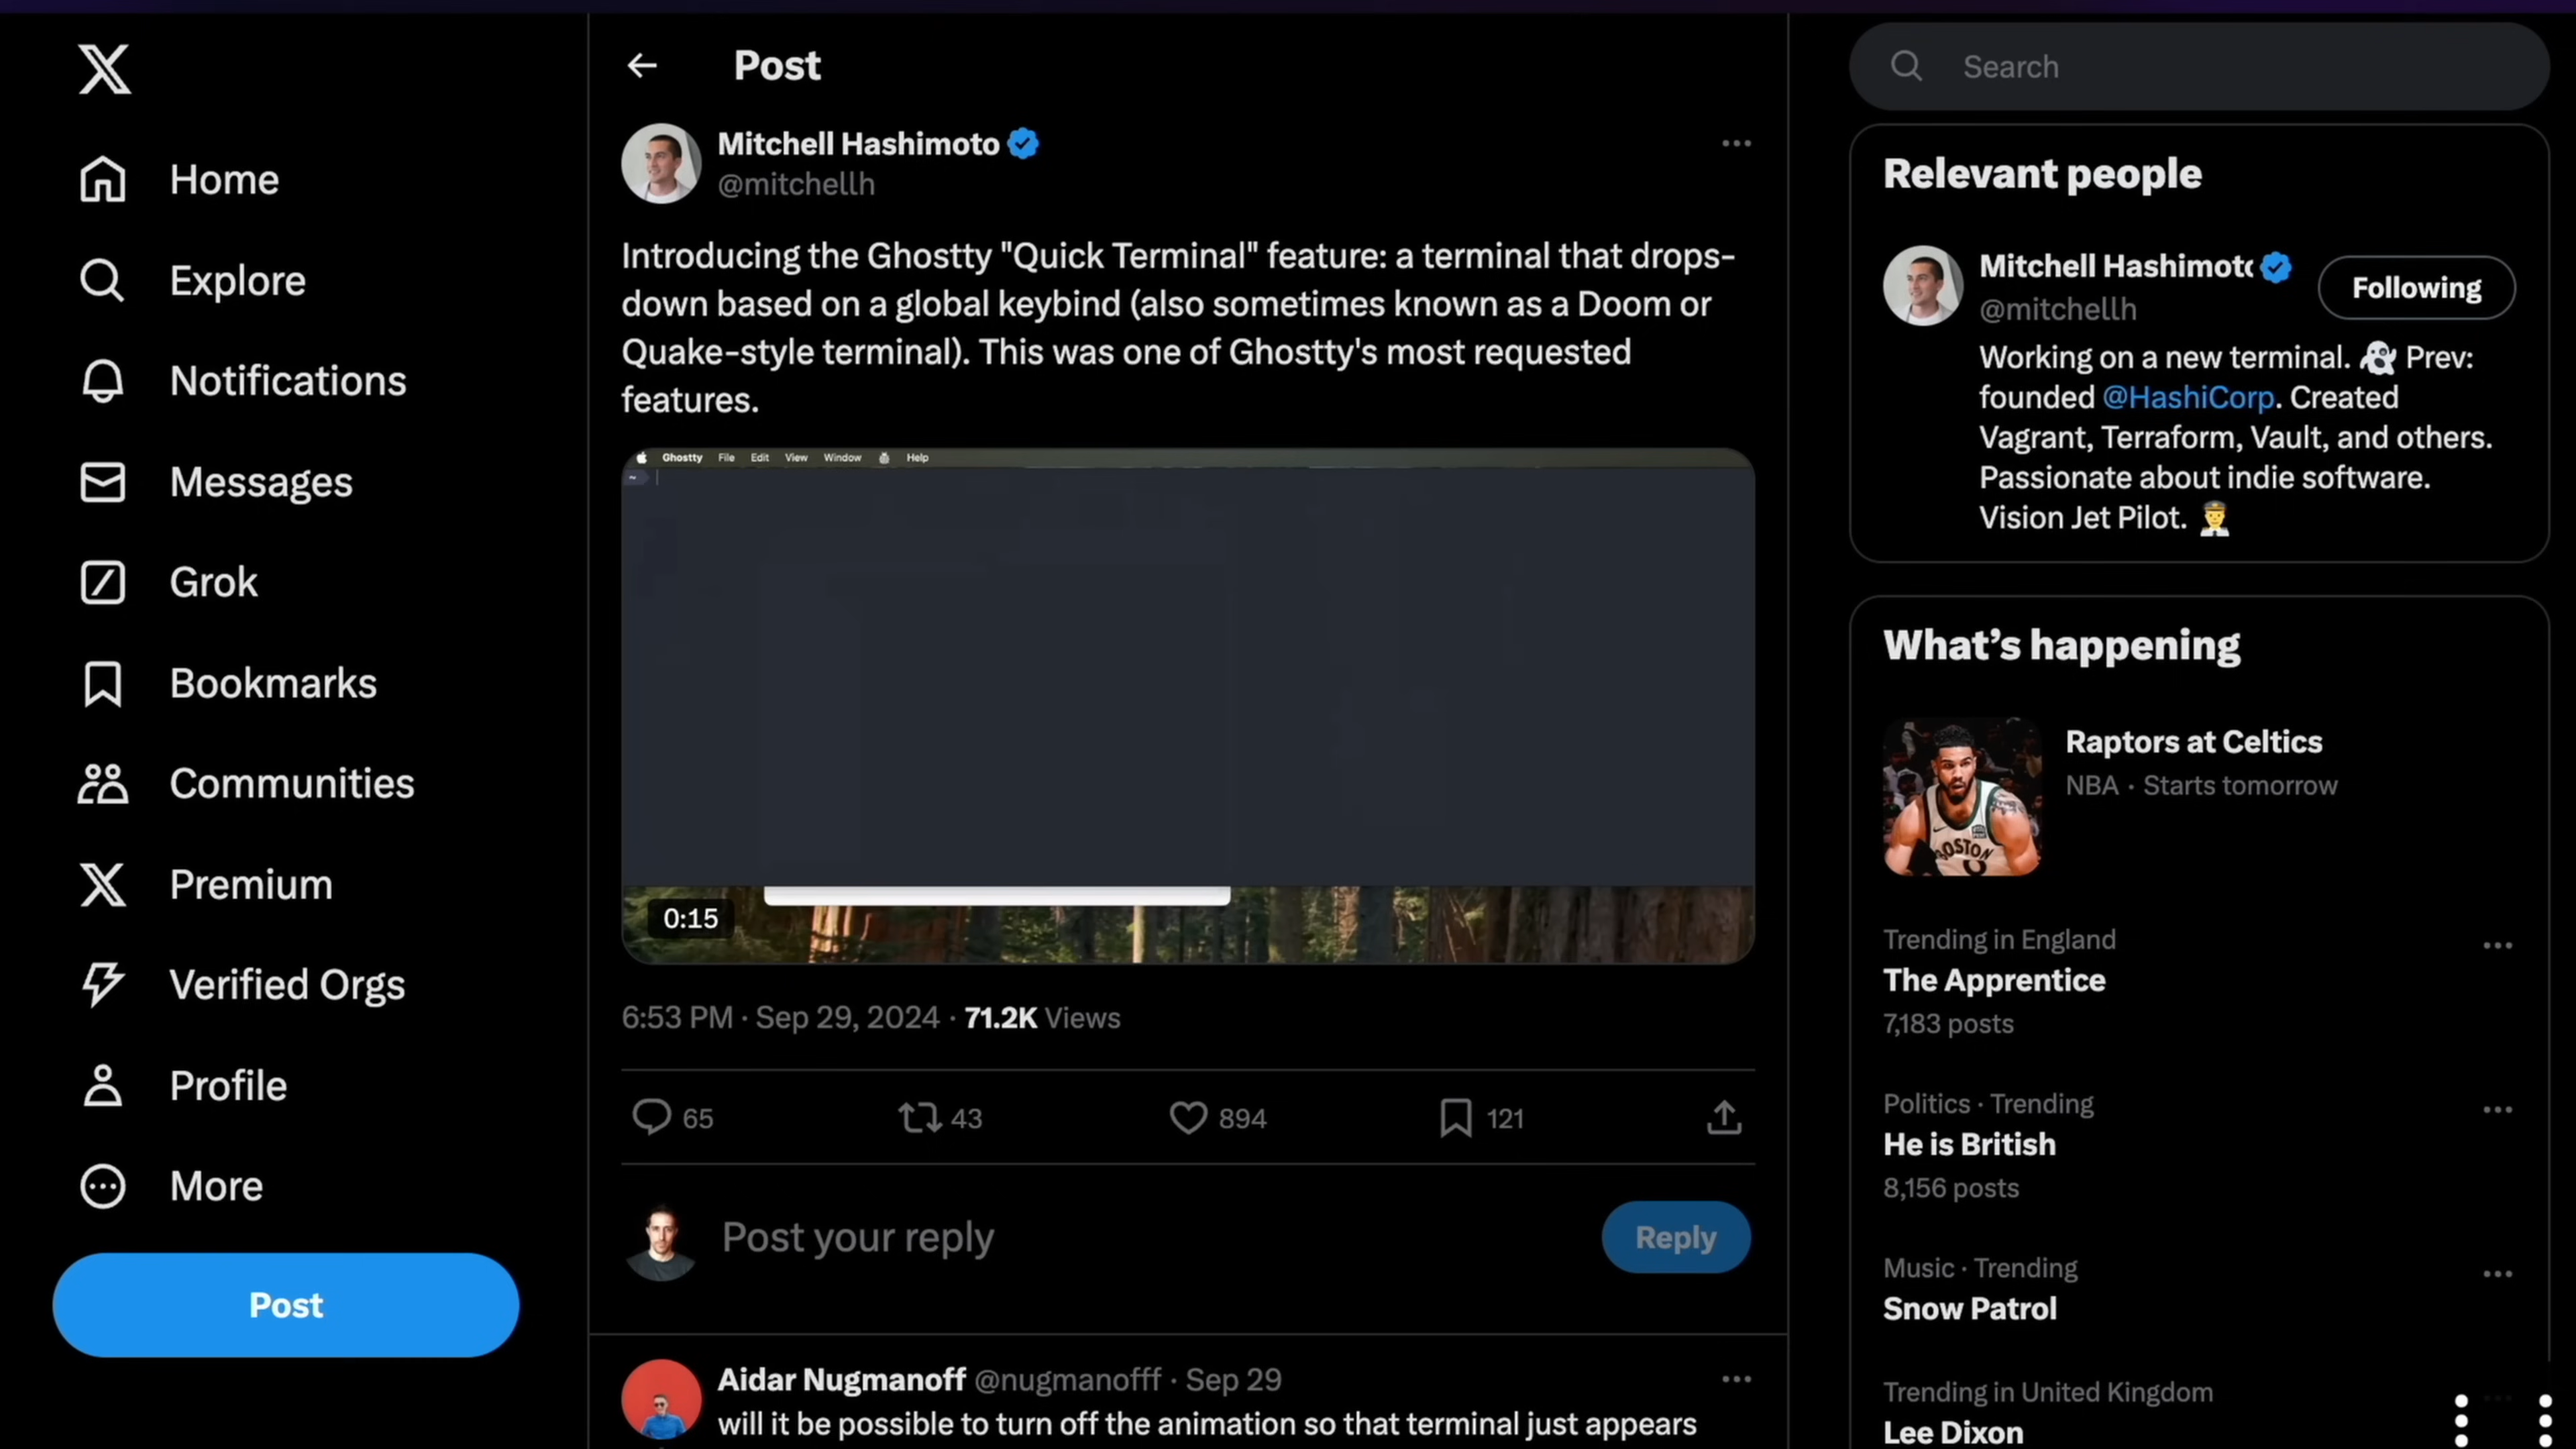 Home
Explore
Notifications
Messages
Grok
Bookmarks
Communities
Premium
Verified Orgs
Profile
More
Post
Post
Mitchell Hashimoto
@mitchellh
Introducing the Ghostty "Quick Terminal" feature: a terminal that drops-
down based on a global keybind (also sometimes known as a Doom or
Quake-style terminal). This was one of Ghostty's most requested
features.
Ghostty File Edit View Window Help
~
0:15
6:53 PM · Sep 29, 2024 · 71.2K Views
65 43 894 121
Post your reply
Reply
Aidar Nugmanoff @nugmanofff · Sep 29
will it be possible to turn off the animation so that terminal just appears
Search
Relevant people
Mitchell Hashimoto
@mitchellh
Following
Working on a new terminal. 👻 Prev:
founded @HashiCorp. Created
Vagrant, Terraform, Vault, and others.
Passionate about indie software.
Vision Jet Pilot. 👨‍✈️
What's happening
Raptors at Celtics
NBA · Starts tomorrow
BOSTON
0
Trending in England
The Apprentice
7,183 posts
Politics · Trending
He is British
8,156 posts
Music · Trending
Snow Patrol
Trending in United Kingdom
Lee Dixon